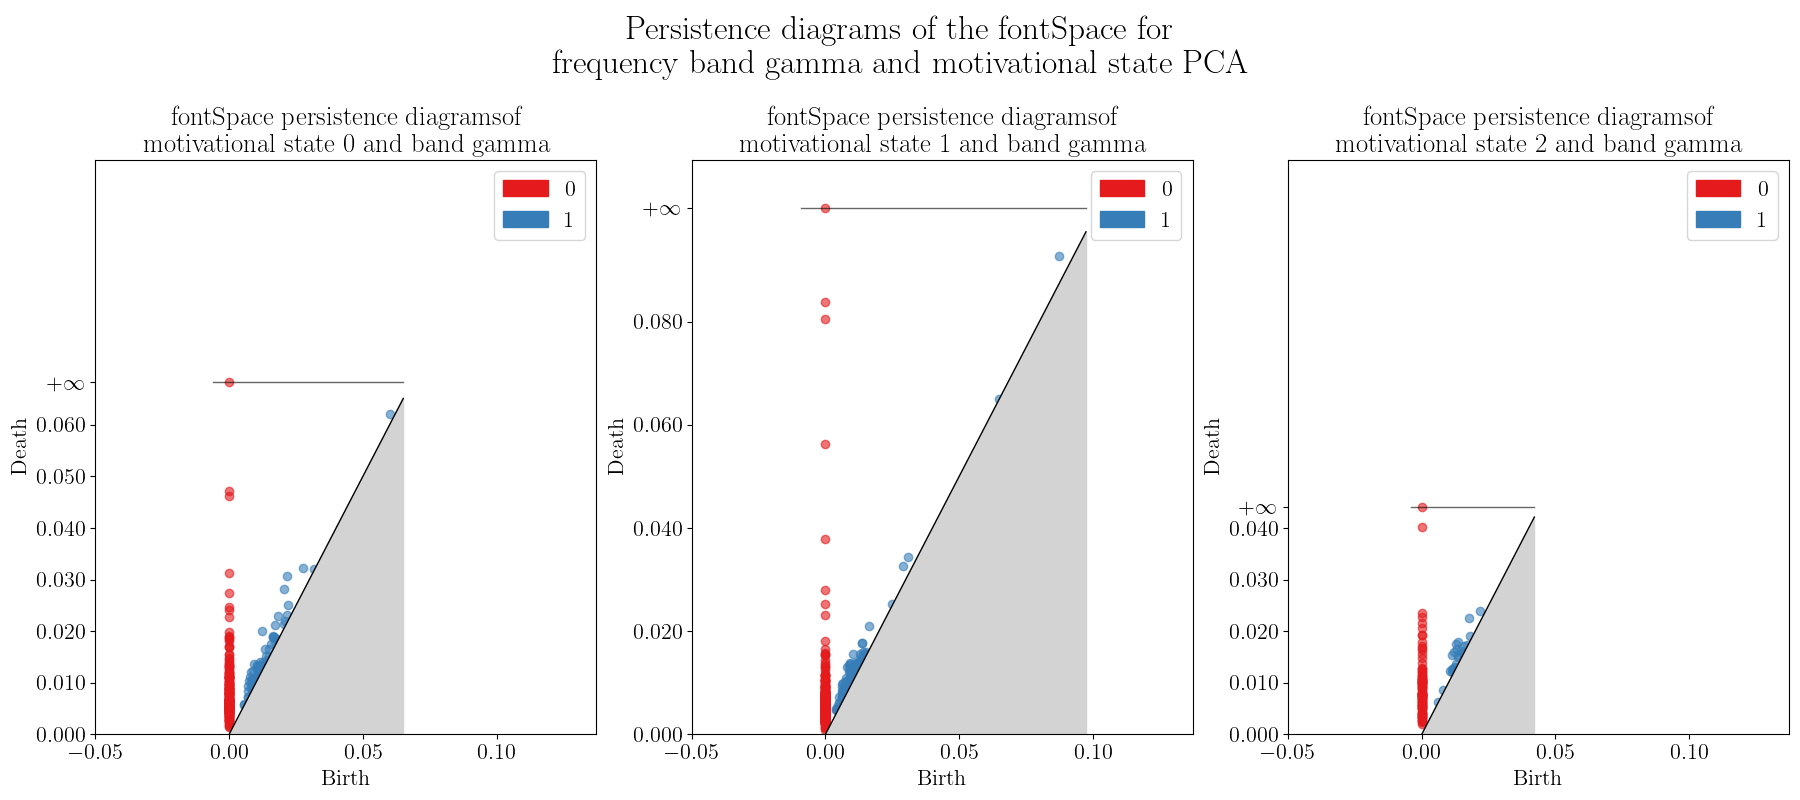 Persistence diagrams of the fontSpace for
frequency band gamma and motivational state PCA
fontSpace persistence diagramsof
motivational state 0 and band gamma
0
1
+∞
0.060
0.050
0.040
0.030
0.020
0.010
0.000
−0.05
0.00
0.05
0.10
Death
Birth
fontSpace persistence diagramsof
motivational state 1 and band gamma
0
1
+∞
0.080
0.060
0.040
0.020
0.000
−0.05
0.00
0.05
0.10
Death
Birth
fontSpace persistence diagramsof
motivational state 2 and band gamma
0
1
+∞
0.040
0.030
0.020
0.010
0.000
−0.05
0.00
0.05
0.10
Death
Birth